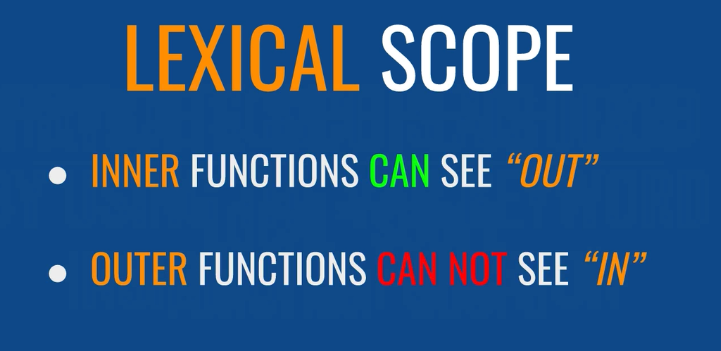 LEXICAL SCOPE
● INNER FUNCTIONS CAN SEE “OUT”
● OUTER FUNCTIONS CAN NOT SEE “IN”